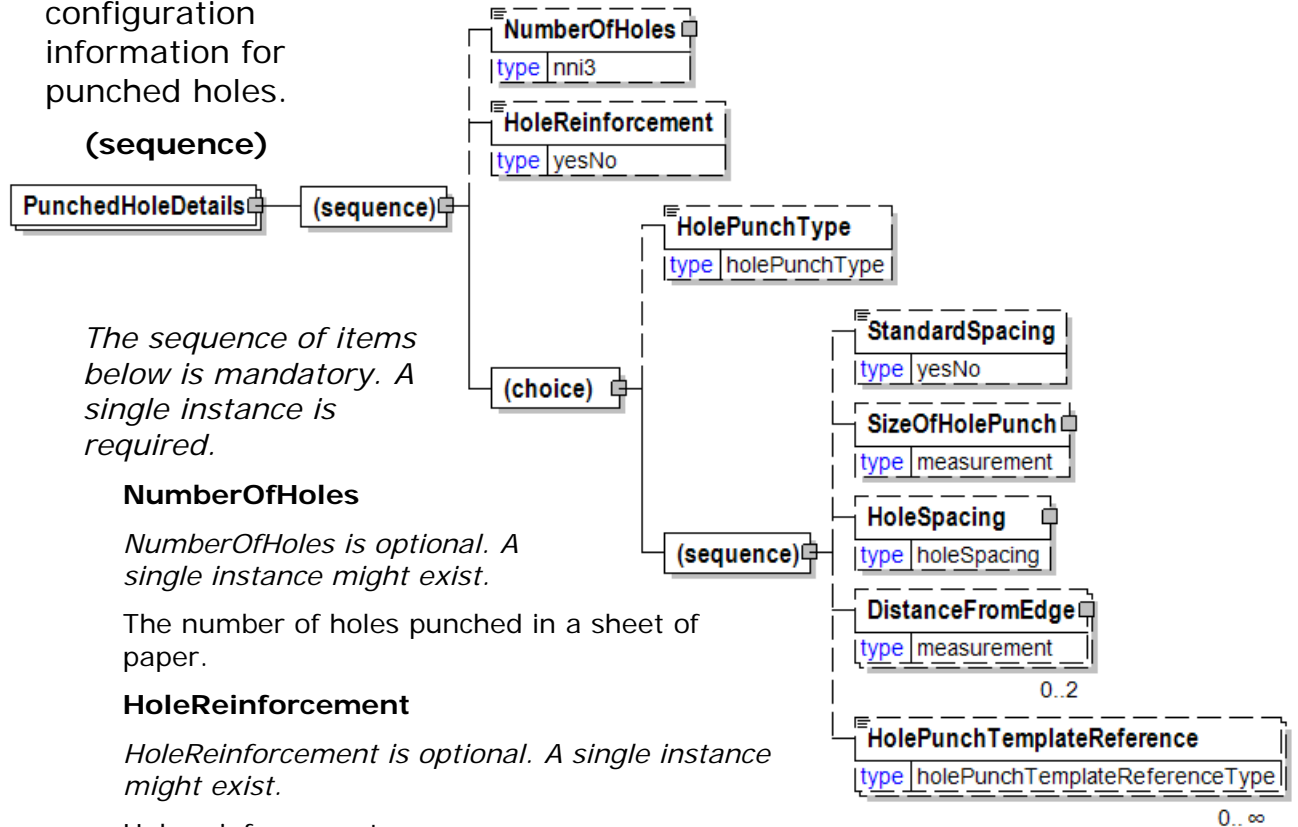 configuration
information for
punched holes.
(sequence)
NumberOfHoles
type nni3
HoleReinforcement
type yesNo
PunchedHoleDetails
(sequence)
HolePunchType
type holePunchType
(choice)
StandardSpacing
type yesNo
SizeOfHolePunch
type measurement
(sequence)
HoleSpacing
type holeSpacing
DistanceFromEdge
type measurement
0..2
HolePunchTemplateReference
type holePunchTemplateReferenceType
0..∞
The sequence of items
below is mandatory. A
single instance is
required.
NumberOfHoles
NumberOfHoles is optional. A
single instance might exist.
The number of holes punched in a sheet of
paper.
HoleReinforcement
HoleReinforcement is optional. A single instance
might exist.